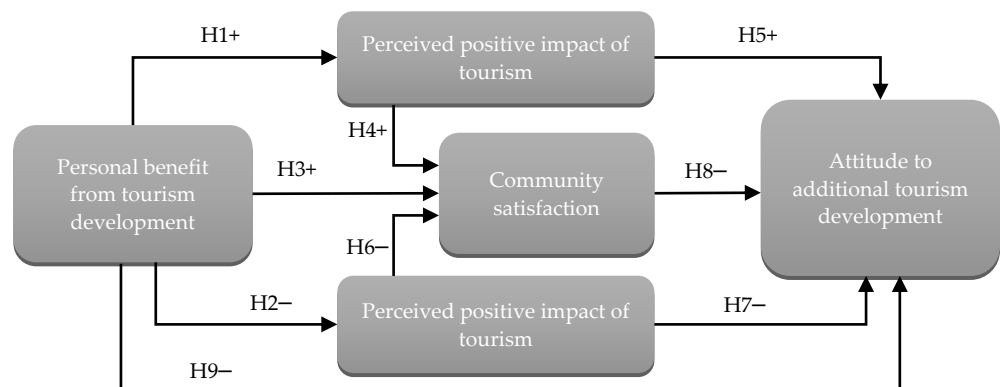 H1+
Perceived positive impact of
tourism
H5+
H4+
Personal benefit
from tourism
development
H3+
Community
satisfaction
H8−
Attitude to
additional tourism
development
H6−
H2−
Perceived positive impact of
tourism
H7−
H9−